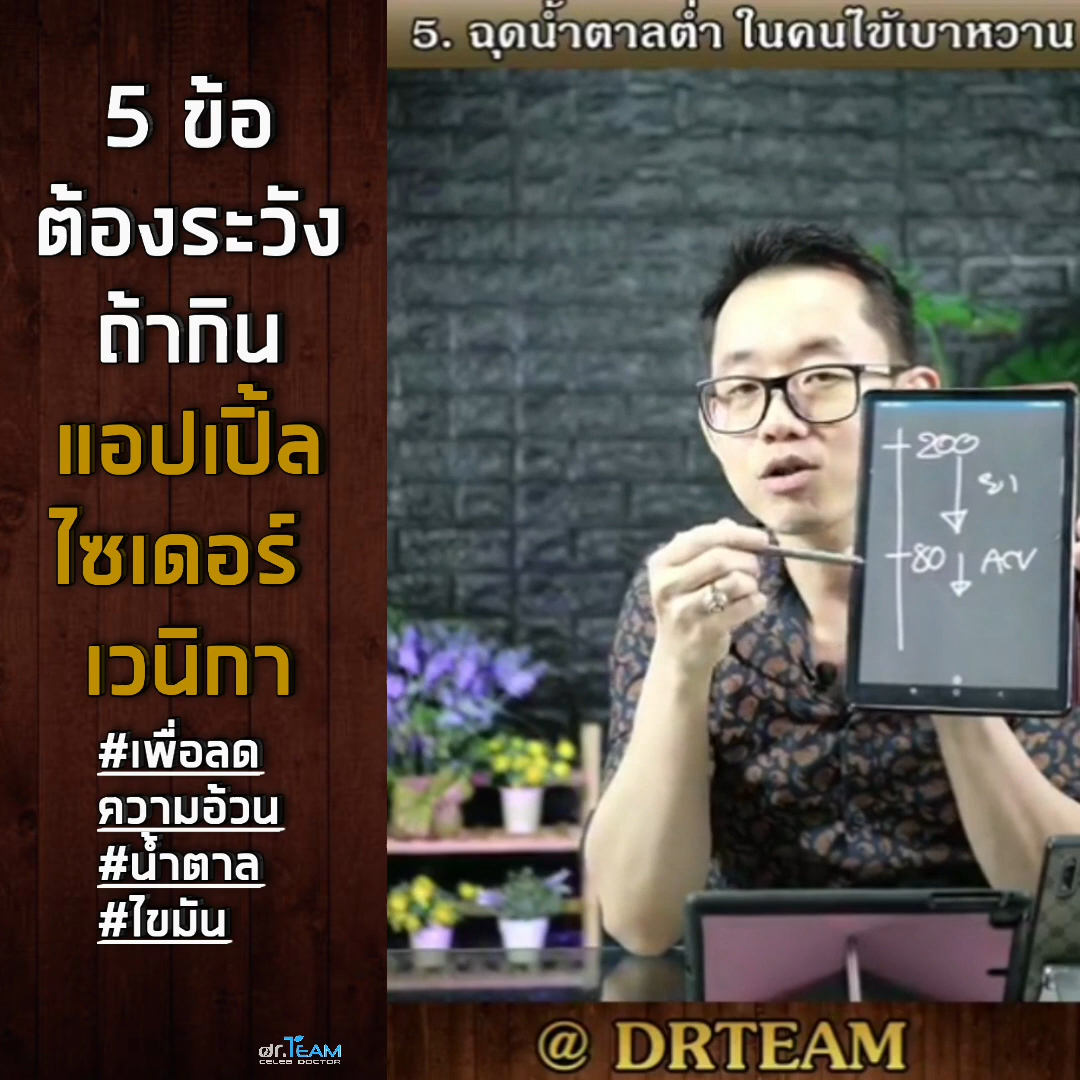 5 ข้อ
ต้องระวัง
ถ้ากิน
แอปเปิ้ล
ไซเดอร์
เวนิกา
#เพื่อลด
ความอ้วน
#น้ำตาล
#ไขมัน
dr.TEAM
CELEB DOCTOR
5. ฉุดน้ำตาลต่ำ ในคนไข้เบาหวาน
200
ยา
80 ACV
@ DRTEAM